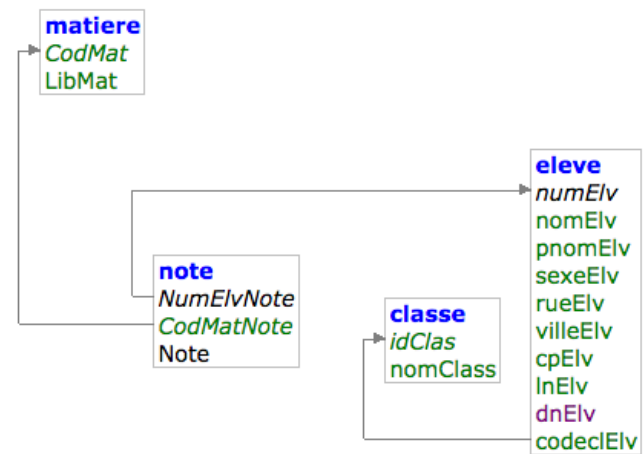 matiere
CodMat
LibMat
eleve
numElv
nomElv
pnomElv
sexeElv
rueElv
villeElv
cpElv
lnElv
dnElv
codeclElv
note
NumElvNote
CodMatNote
Note
classe
idClas
nomClass